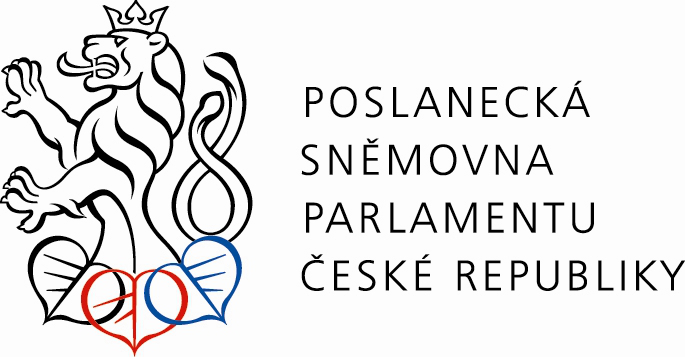 POSLANECKÁ
SNĚMOVNA
PARLAMENTU
ČESKÉ REPUBLIKY